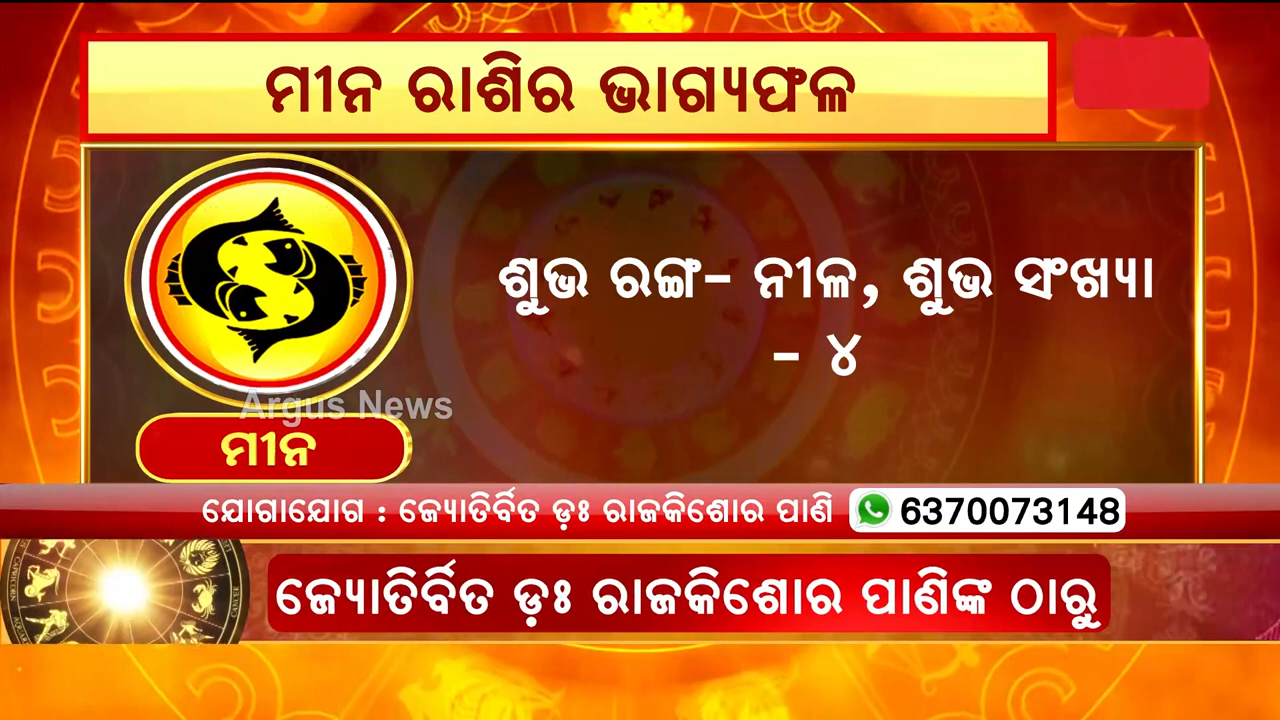 ମୀନ ରାଶିର ଭାଗ୍ୟଫଳ
ଶୁଭ ରଙ୍ଗ- ନୀଳ, ଶୁଭ ସଂଖ୍ୟା
- ୪
Argus News
ମୀନ
ଯୋଗାଯୋଗ : ଜ୍ୟୋତିର୍ବିତ ଡ଼ଃ ରାଜକିଶୋର ପାଣି 6370073148
ଜ୍ୟୋତିର୍ବିତ ଡ଼ଃ ରାଜକିଶୋର ପାଣିଙ୍କ ଠାରୁ